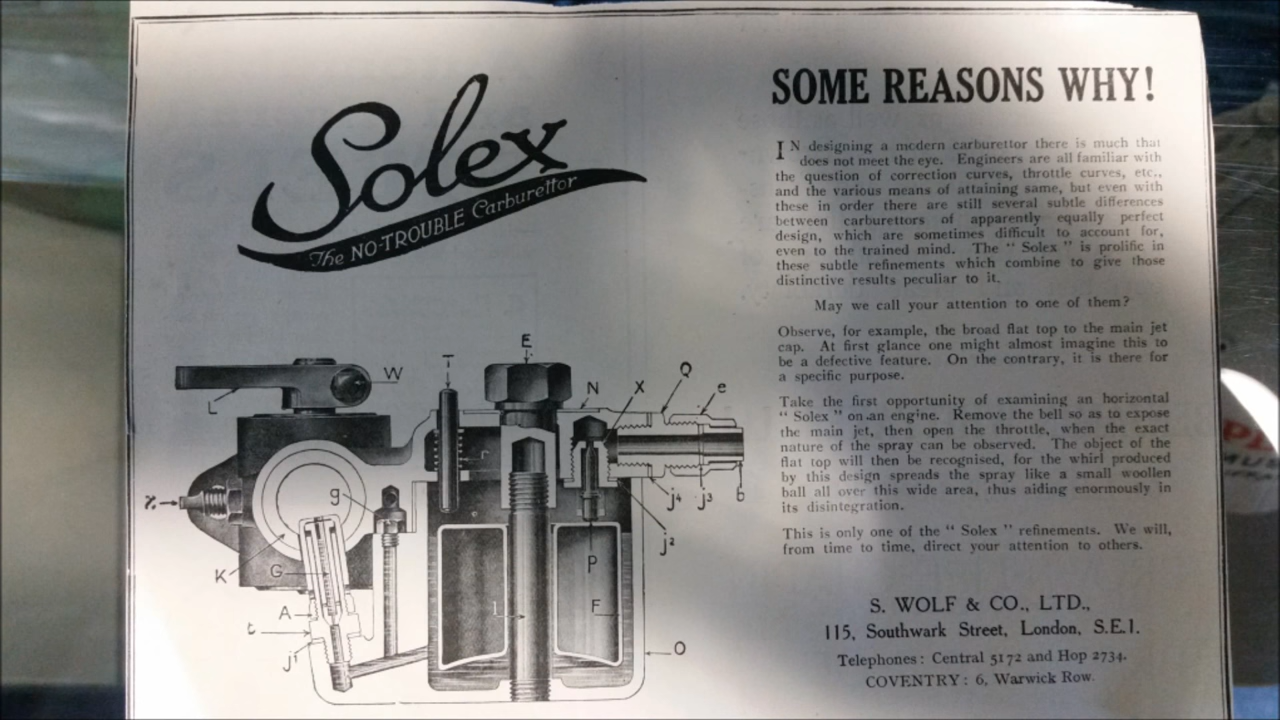 Solex
The NO-TROUBLE Carburettor
SOME REASONS WHY!
IN designing a modern carburettor there is much that
does not meet the eye. Engineers are all familiar with
the question of correction curves, throttle curves, etc.,
and the various means of attaining same, but even with
these in order there are still several subtle differences
between carburettors of apparently equally perfect
design, which are sometimes difficult to account for,
even to the trained mind. The “ Solex ” is prolific in
these subtle refinements which combine to give those
distinctive results peculiar to it.
May we call your attention to one of them?
Observe, for example, the broad flat top to the main jet
cap. At first glance one might almost imagine this to
be a defective feature. On the contrary, it is there for
a specific purpose.
Take the first opportunity of examining an horizontal
“ Solex ” on an engine. Remove the bell so as to expose
the main jet, then open the throttle, when the exact
nature of the spray can be observed. The object of the
flat top will then be recognised, for the whirl produced
by this design spreads the spray like a small woollen
ball all over this wide area, thus aiding enormously in
its disintegration.
This is only one of the “ Solex ” refinements. We will,
from time to time, direct your attention to others.
S. WOLF & CO., LTD.,
115, Southwark Street, London, S.E.1.
Telephones: Central 5172 and Hop 2734.
COVENTRY: 6, Warwick Row.
E
T
W
L
N
X
Q
e
r
g
j4
j3
b
j2
K
G
P
A
l
F
t
j1
O